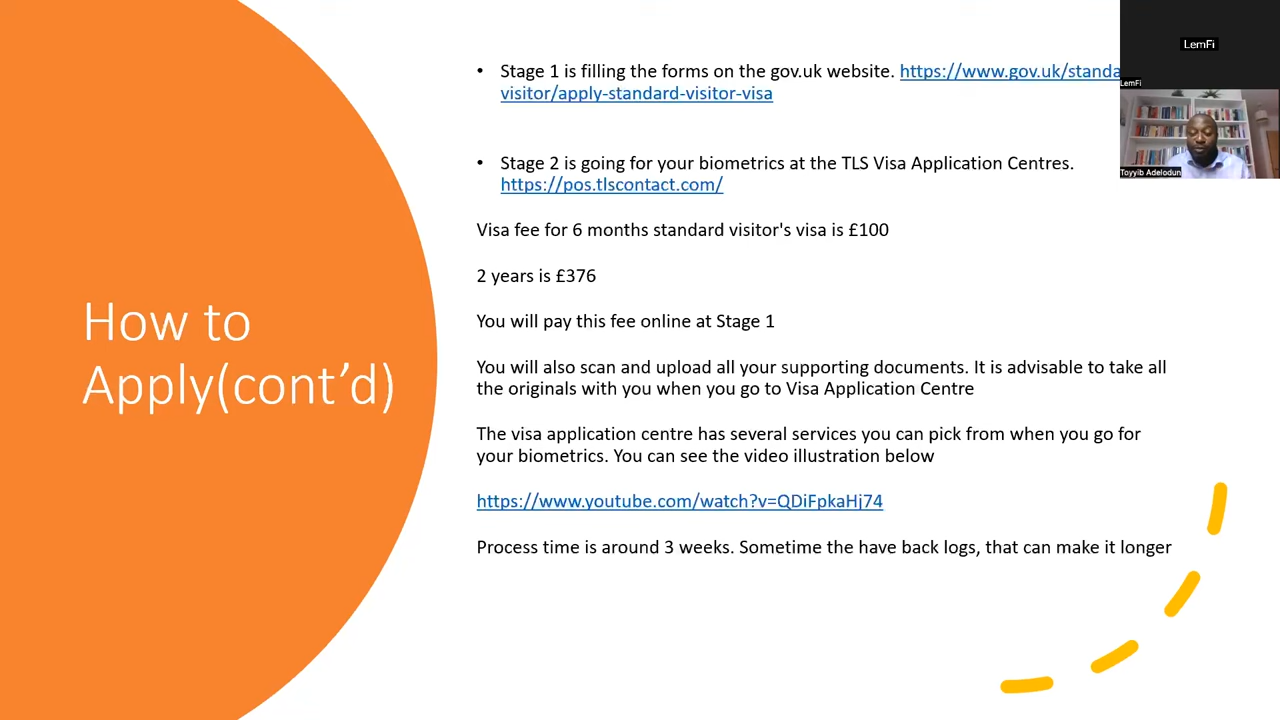 How to
Apply(cont’d)
• Stage 1 is filling the forms on the gov.uk website. https://www.gov.uk/standa
visitor/apply-standard-visitor-visa
• Stage 2 is going for your biometrics at the TLS Visa Application Centres.
https://pos.tlscontact.com/
Visa fee for 6 months standard visitor's visa is £100
2 years is £376
You will pay this fee online at Stage 1
You will also scan and upload all your supporting documents. It is advisable to take all
the originals with you when you go to Visa Application Centre
The visa application centre has several services you can pick from when you go for
your biometrics. You can see the video illustration below
https://www.youtube.com/watch?v=QDiFpkaHj74
Process time is around 3 weeks. Sometime the have back logs, that can make it longer
LemFi
LemFi
Toyyib Adelodun